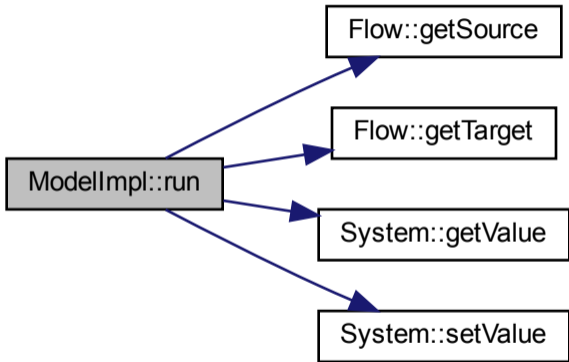 Flow::getSource
Flow::getTarget
ModelImpl::run
System::getValue
System::setValue